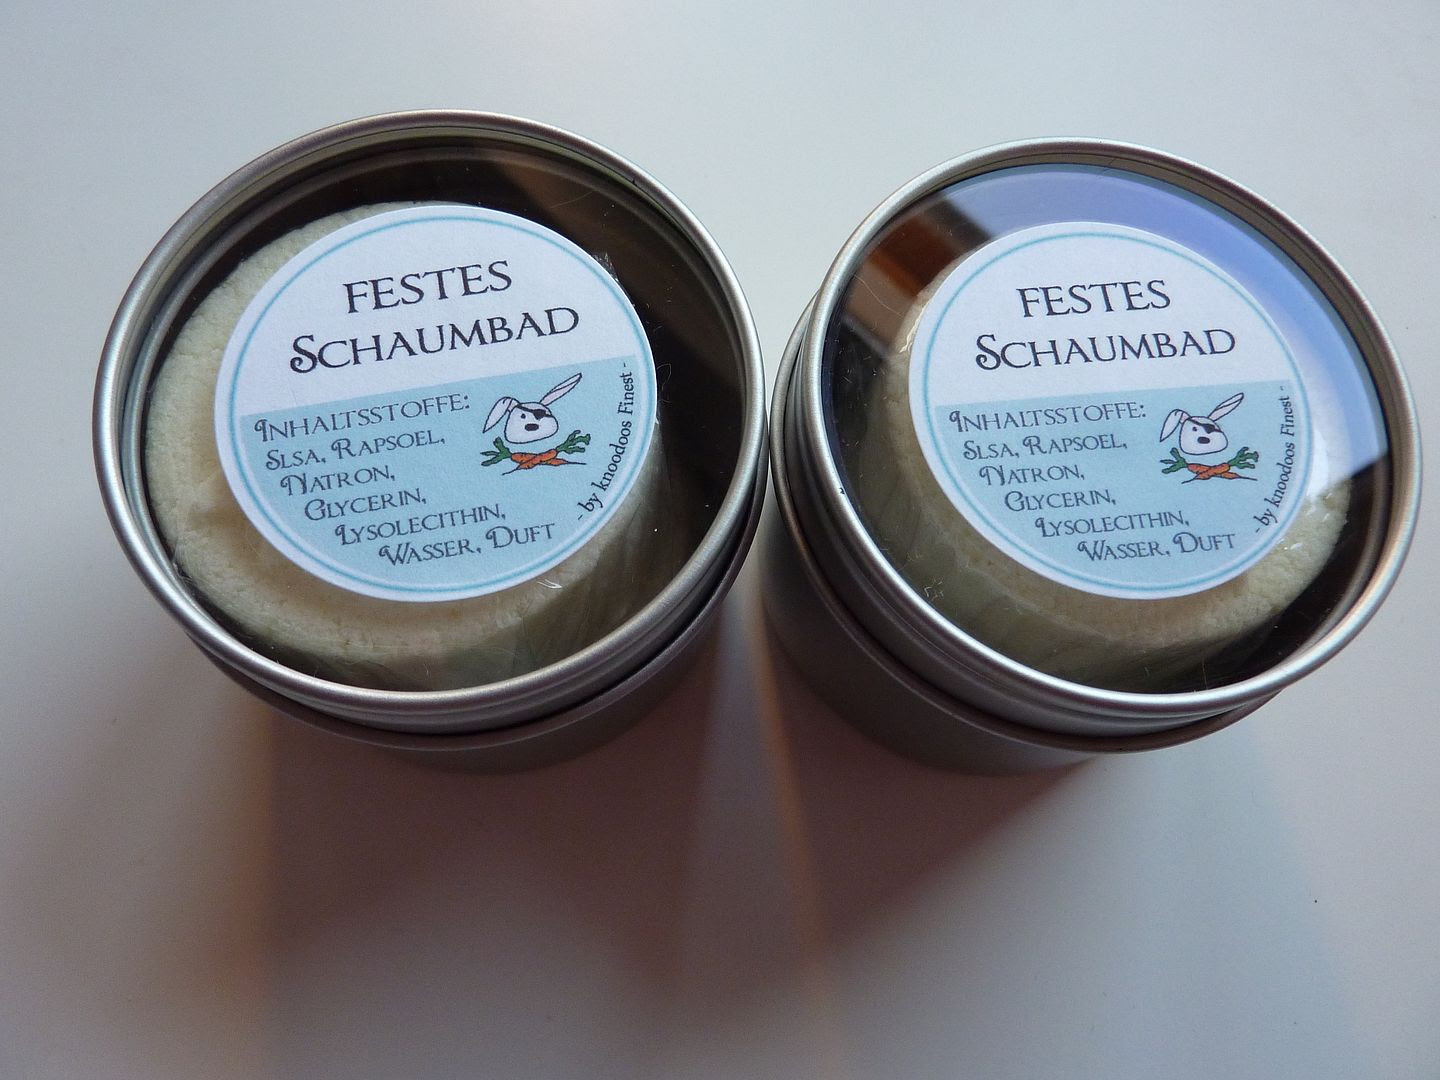 FESTES
SCHAUMBAD
INHALTSSTOFFE:
SLSA, RAPSOEL,
NATRON,
GLYCERIN,
LYSOLECITHIN,
WASSER, DUFT
- by knoodoos Finest -
FESTES
SCHAUMBAD
INHALTSSTOFFE:
SLSA, RAPSOEL,
NATRON,
GLYCERIN,
LYSOLECITHIN,
WASSER, DUFT
- by knoodoos Finest -